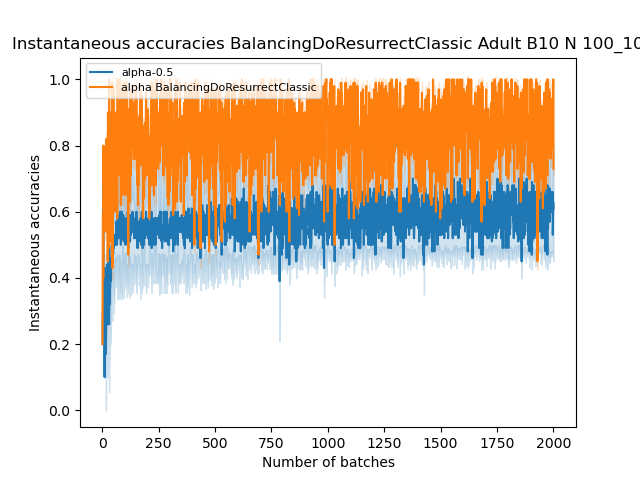 Instantaneous accuracies BalancingDoResurrectClassic Adult B10 N 100_10
alpha-0.5
alpha BalancingDoResurrectClassic
1.0
0.8
0.6
0.4
0.2
0.0
Instantaneous accuracies
0 250 500 750 1000 1250 1500 1750 2000
Number of batches